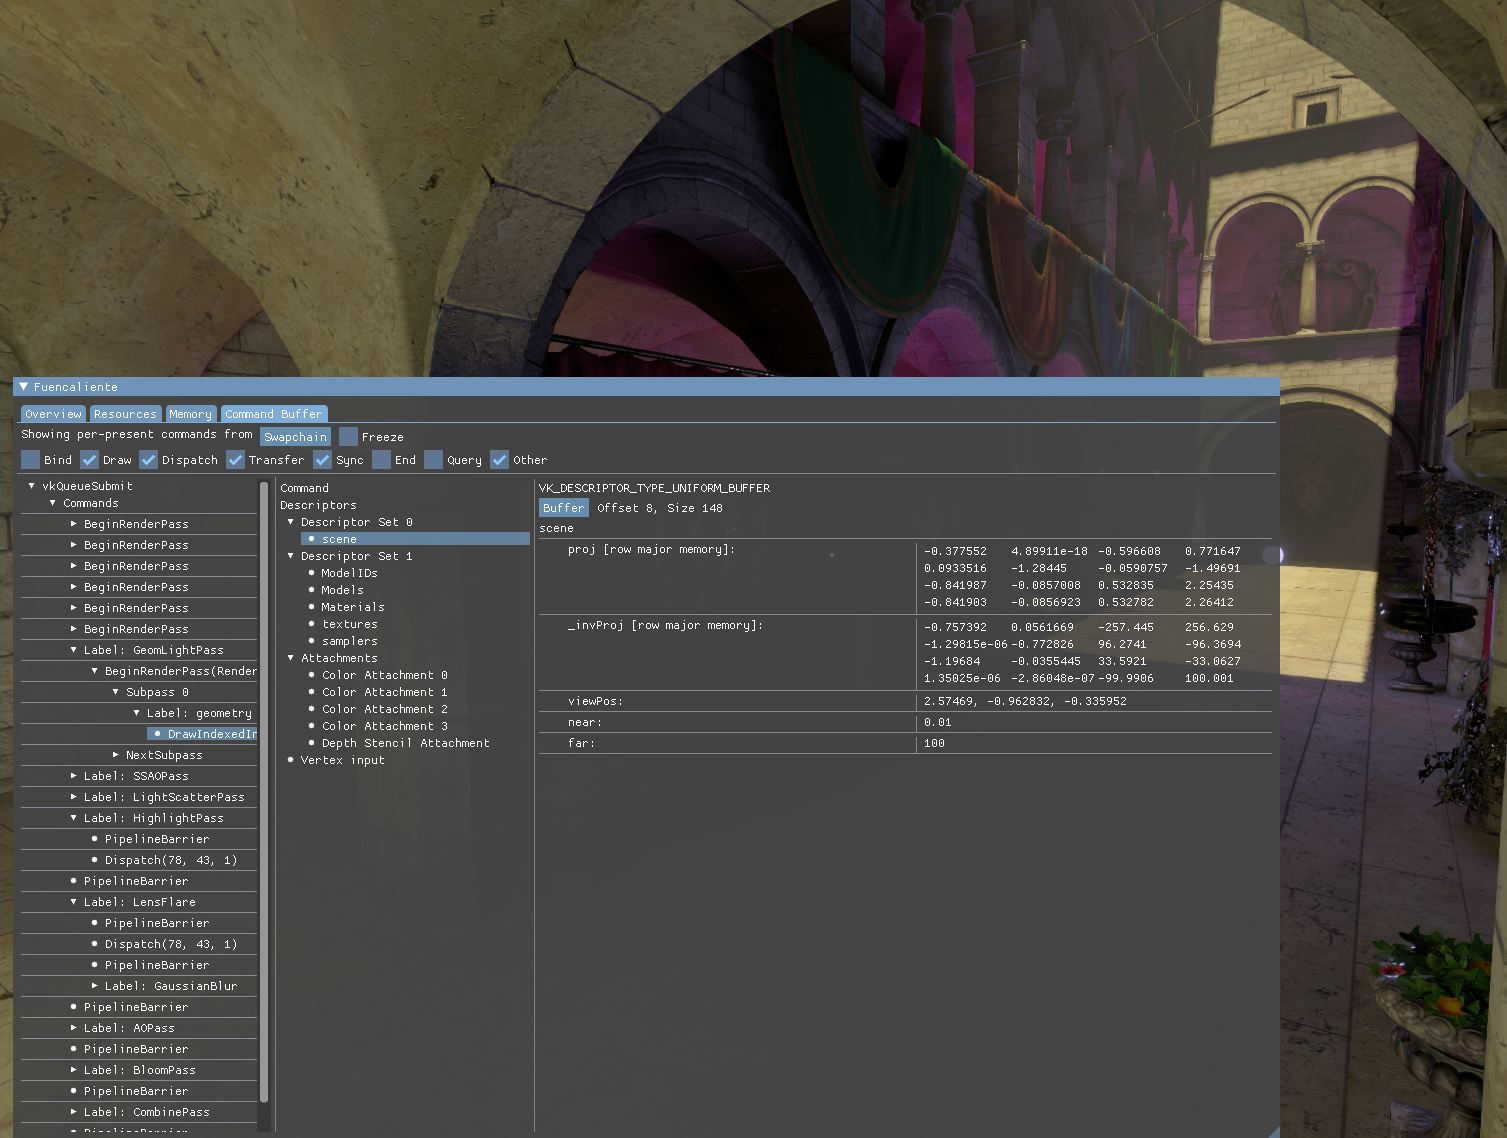 Fuencaliente
Overview Resources Memory Command Buffer
Showing per-present commands from Swapchain Freeze
Bind Draw Dispatch Transfer Sync End Query Other
vkQueueSubmit
Commands
BeginRenderPass
BeginRenderPass
BeginRenderPass
BeginRenderPass
BeginRenderPass
BeginRenderPass
Label: GeomLightPass
BeginRenderPass(Render
Subpass 0
Label: geometry
DrawIndexedIn
NextSubpass
Label: SSAOPass
Label: LightScatterPass
Label: HighlightPass
PipelineBarrier
Dispatch(78, 43, 1)
PipelineBarrier
Label: LensFlare
PipelineBarrier
Dispatch(78, 43, 1)
PipelineBarrier
Label: GaussianBlur
PipelineBarrier
Label: AOPass
PipelineBarrier
Label: BloomPass
PipelineBarrier
Label: CombinePass
PipelineBarrier
Command
Descriptors
Descriptor Set 0
scene
Descriptor Set 1
ModelIDs
Models
Materials
textures
samplers
Attachments
Color Attachment 0
Color Attachment 1
Color Attachment 2
Color Attachment 3
Depth Stencil Attachment
Vertex input
VK_DESCRIPTOR_TYPE_UNIFORM_BUFFER
Buffer Offset 8, Size 148
scene
proj [row major memory]: -0.377552 4.89911e-18 -0.596608 0.771647
0.0933516 -1.28445 -0.0590757 -1.49691
-0.841987 -0.0857008 0.532835 2.25435
-0.841903 -0.0856923 0.532782 2.26412
_invProj [row major memory]: -0.757392 0.0561669 -257.445 256.629
-1.29815e-06 -0.772826 96.2741 -96.3694
-1.19684 -0.0355445 33.5921 -33.0627
1.35025e-06 -2.86048e-07 -99.9906 100.001
viewPos: 2.57469, -0.962832, -0.335952
near: 0.01
far: 100